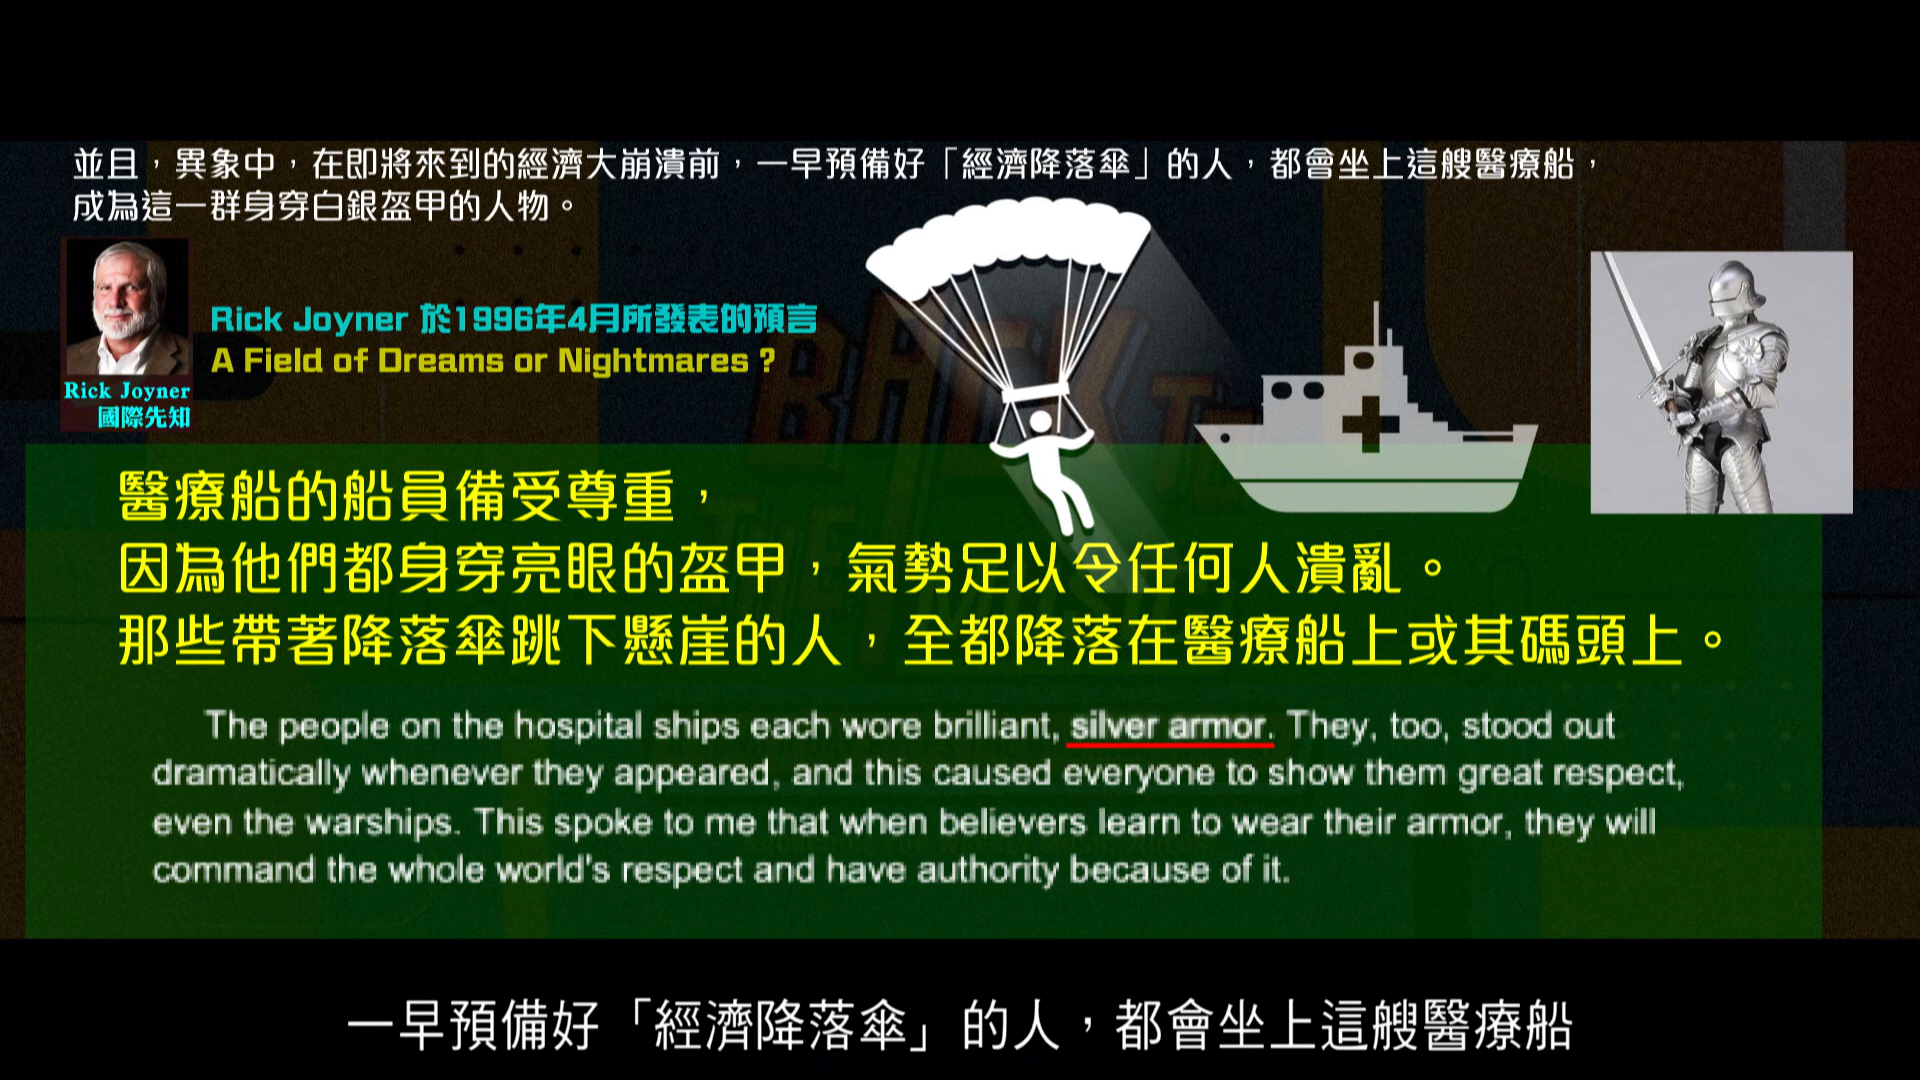 並且，異象中，在即將來到的經濟大崩潰前，一早預備好「經濟降落傘」的人，都會坐上這艘醫療船，
成為這一群身穿白銀盔甲的人物。
Rick Joyner 於1996年4月所發表的預言
A Field of Dreams or Nightmares ?
Rick Joyner
國際先知
醫療船的船員備受尊重，
因為他們都身穿亮眼的盔甲，氣勢足以令任何人潰亂。
那些帶著降落傘跳下懸崖的人，全都降落在醫療船上或其碼頭上。
The people on the hospital ships each wore brilliant, silver armor. They, too, stood out
dramatically whenever they appeared, and this caused everyone to show them great respect,
even the warships. This spoke to me that when believers learn to wear their armor, they will
command the whole world's respect and have authority because of it.
一早預備好「經濟降落傘」的人，都會坐上這艘醫療船